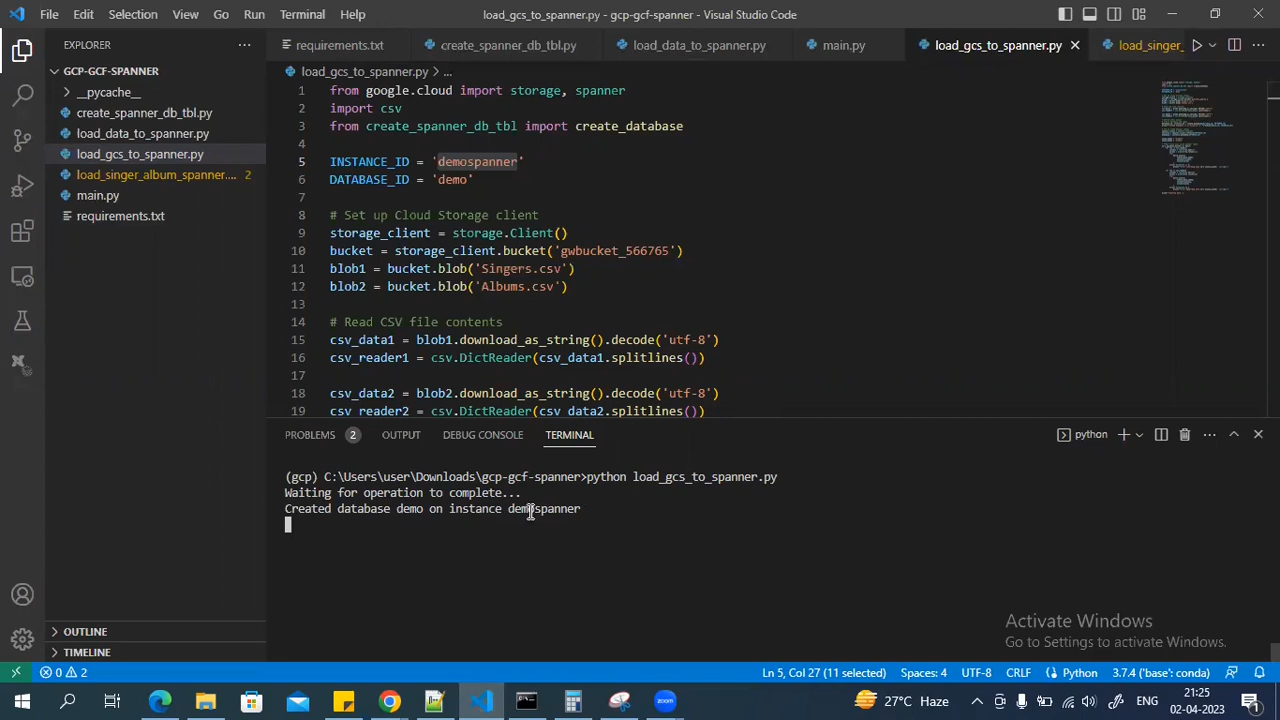 File Edit Selection View Go Run Terminal Help
load_gcs_to_spanner.py - gcp-gcf-spanner - Visual Studio Code
EXPLORER
GCP-GCF-SPANNER
__pycache__
create_spanner_db_tbl.py
load_data_to_spanner.py
load_gcs_to_spanner.py
load_singer_album_spanner.... 2
main.py
requirements.txt
OUTLINE
TIMELINE
requirements.txt create_spanner_db_tbl.py load_data_to_spanner.py main.py load_gcs_to_spanner.py load_singer_
load_gcs_to_spanner.py > ...
1 from google.cloud import storage, spanner
2 import csv
3 from create_spanner_db_tbl import create_database
4
5 INSTANCE_ID = 'demospanner'
6 DATABASE_ID = 'demo'
7
8 # Set up Cloud Storage client
9 storage_client = storage.Client()
10 bucket = storage_client.bucket('gwbucket_566765')
11 blob1 = bucket.blob('Singers.csv')
12 blob2 = bucket.blob('Albums.csv')
13
14 # Read CSV file contents
15 csv_data1 = blob1.download_as_string().decode('utf-8')
16 csv_reader1 = csv.DictReader(csv_data1.splitlines())
17
18 csv_data2 = blob2.download_as_string().decode('utf-8')
19 csv_reader2 = csv.DictReader(csv_data2.splitlines())
PROBLEMS 2 OUTPUT DEBUG CONSOLE TERMINAL
python
(gcp) C:\Users\user\Downloads\gcp-gcf-spanner>python load_gcs_to_spanner.py
Waiting for operation to complete...
Created database demo on instance demospanner
Activate Windows
Go to Settings to activate Windows.
0 2
Ln 5, Col 27 (11 selected) Spaces: 4 UTF-8 CRLF Python 3.7.4 ('base': conda)
27°C Haze
ENG
21:25
02-04-2023
1